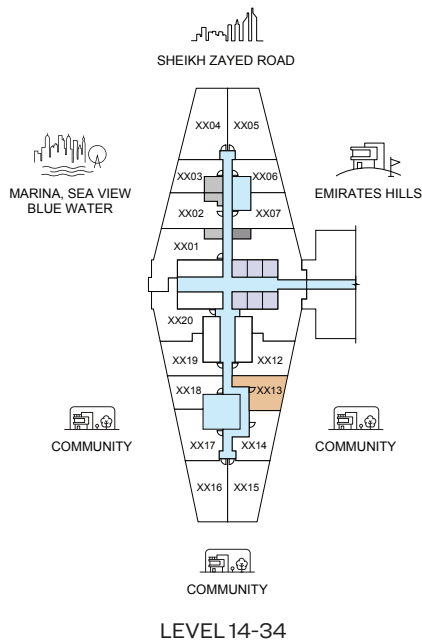 SHEIKH ZAYED ROAD
XX04
XX05
MARINA, SEA VIEW
BLUE WATER
XX03
XX06
EMIRATES HILLS
XX02
XX07
XX01
XX20
XX19
XX12
XX18
XX13
COMMUNITY
COMMUNITY
XX17
XX14
XX16
XX15
COMMUNITY
LEVEL 14-34